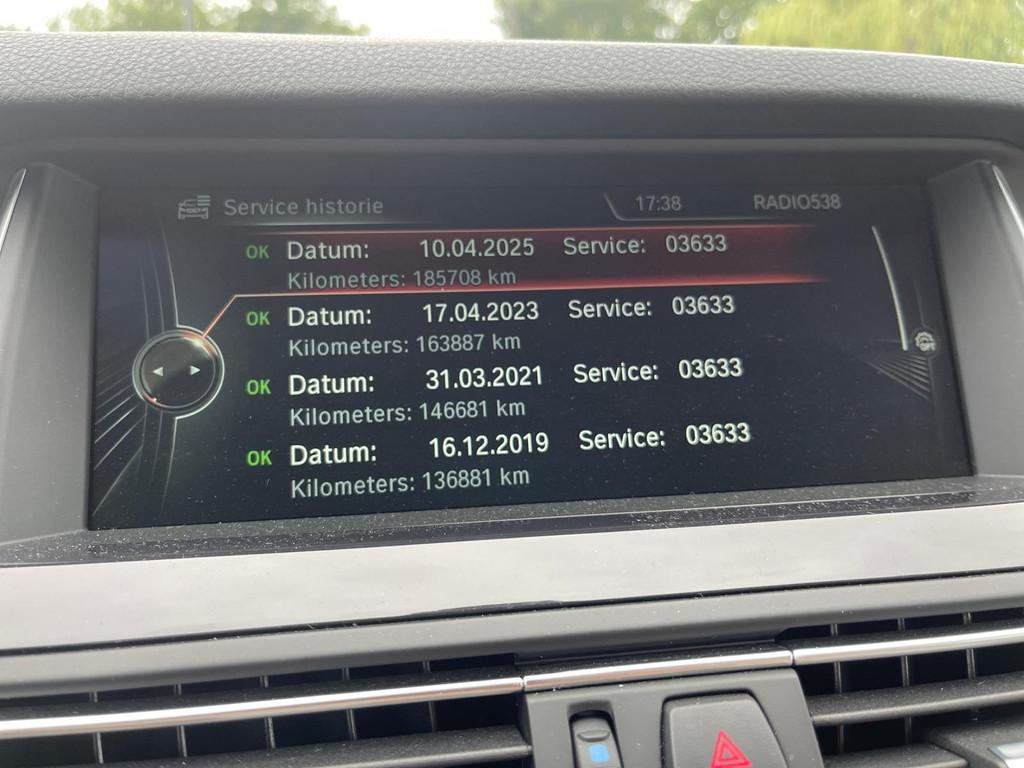 Service historie 17:38 RADIO538
OK Datum: 10.04.2025 Service: 03633
Kilometers: 185708 km
OK Datum: 17.04.2023 Service: 03633
Kilometers: 163887 km
OK Datum: 31.03.2021 Service: 03633
Kilometers: 146681 km
OK Datum: 16.12.2019 Service: 03633
Kilometers: 136881 km